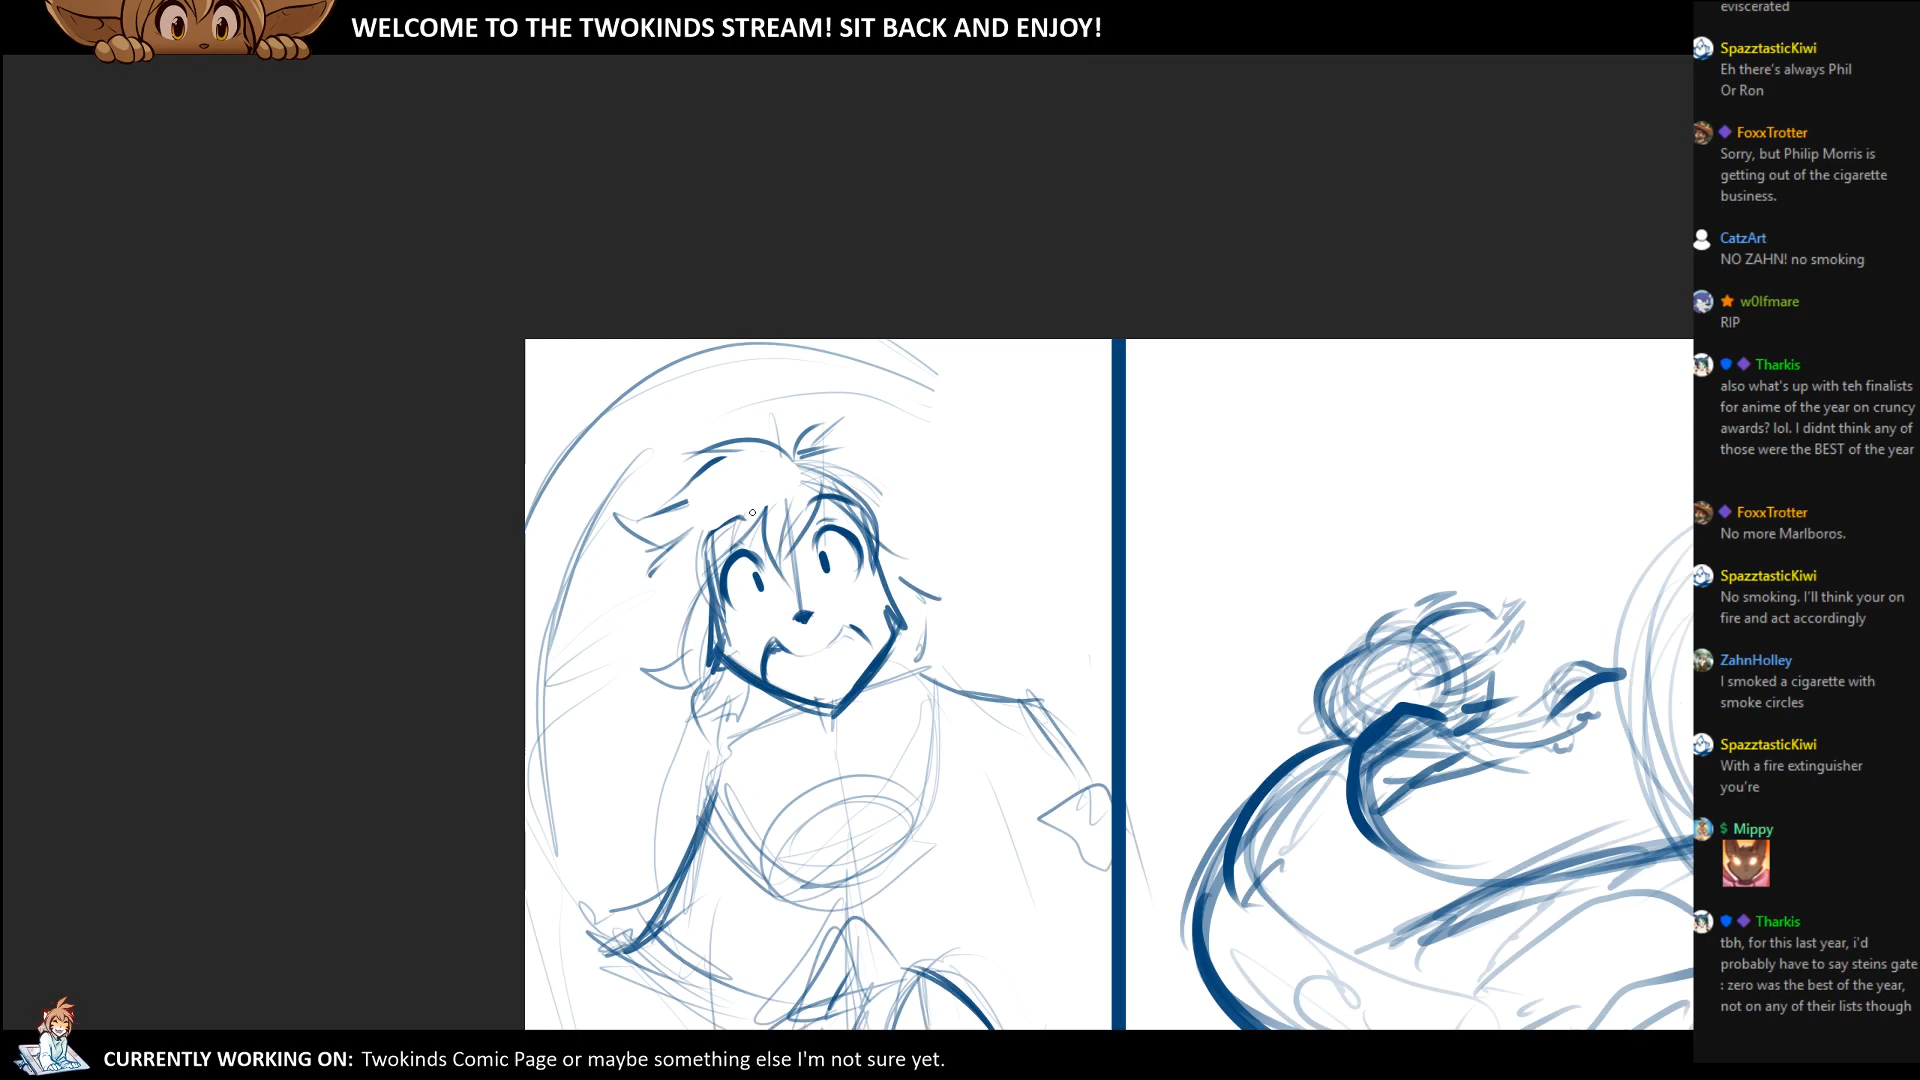 WELCOME TO THE TWOKINDS STREAM! SIT BACK AND ENJOY!
eviscerated
SpazztasticKiwi
Eh there's always Phil
Or Ron
FoxxTrotter
Sorry, but Philip Morris is
getting out of the cigarette
business.
CatzArt
NO ZAHN! no smoking
w0lfmare
RIP
Tharkis
also what's up with teh finalists
for anime of the year on cruncy
awards? lol. I didnt think any of
those were the BEST of the year
FoxxTrotter
No more Marlboros.
SpazztasticKiwi
No smoking. I'll think your on
fire and act accordingly
ZahnHolley
I smoked a cigarette with
smoke circles
SpazztasticKiwi
With a fire extinguisher
you're
$ Mippy
Tharkis
tbh, for this last year, i'd
probably have to say steins gate
: zero was the best of the year,
not on any of their lists though
CURRENTLY WORKING ON: Twokinds Comic Page or maybe something else I'm not sure yet.